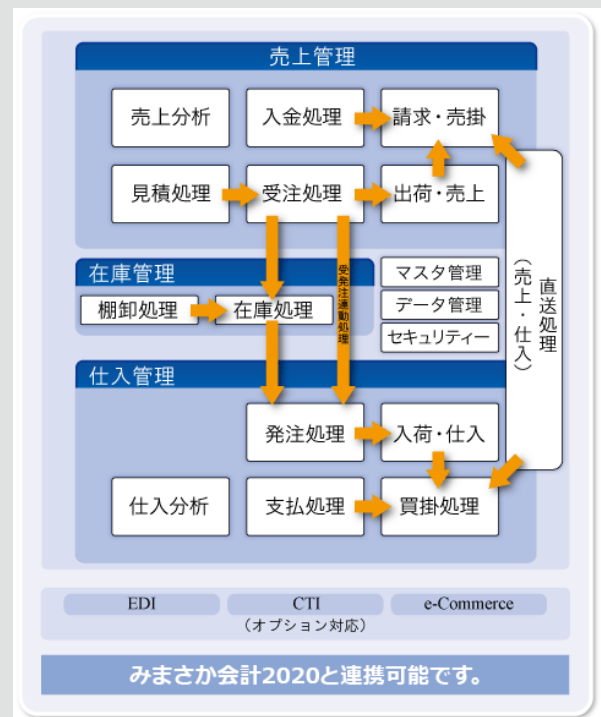 売上管理
売上分析
入金処理
請求・売掛
見積処理
受注処理
出荷・売上
在庫管理
棚卸処理
在庫処理
受発注連動処理
マスタ管理
データ管理
セキュリティー
直送処理
（売上・仕入）
仕入管理
発注処理
入荷・仕入
仕入分析
支払処理
買掛処理
EDI
CTI
e-Commerce
（オプション対応）
みまさか会計2020と連携可能です。